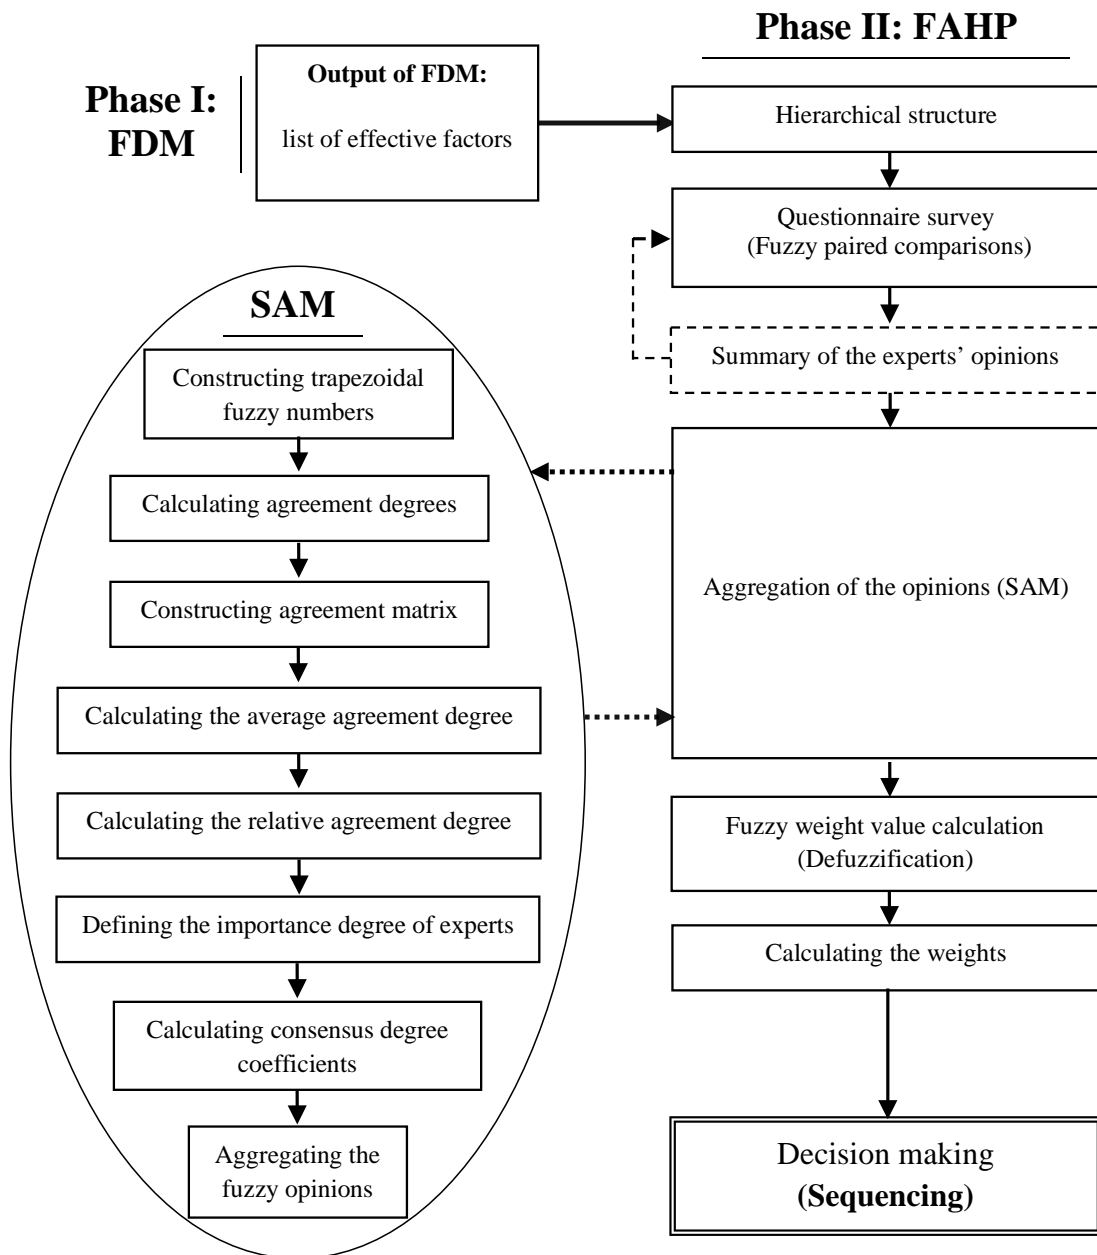 Phase I:
FDM
Output of FDM:
list of effective factors
Phase II: FAHP
Hierarchical structure
Questionnaire survey
(Fuzzy paired comparisons)
Summary of the experts’ opinions
Aggregation of the opinions (SAM)
Fuzzy weight value calculation
(Defuzzification)
Calculating the weights
Decision making
(Sequencing)
SAM
Constructing trapezoidal
fuzzy numbers
Calculating agreement degrees
Constructing agreement matrix
Calculating the average agreement degree
Calculating the relative agreement degree
Defining the importance degree of experts
Calculating consensus degree
coefficients
Aggregating the
fuzzy opinions